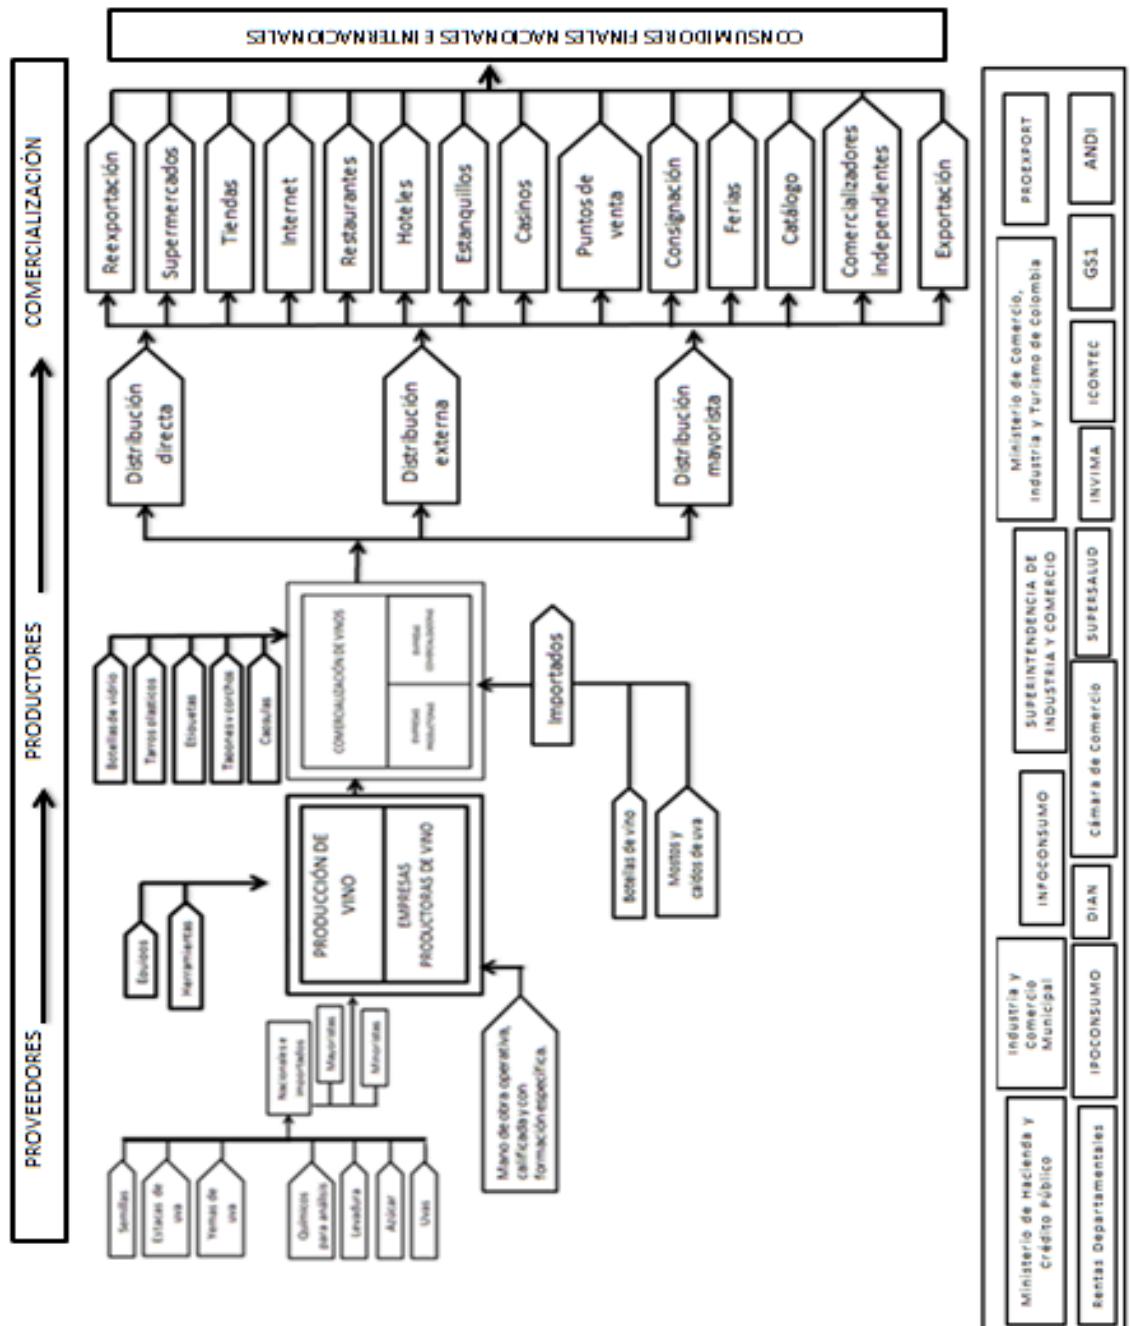 PROVEEDORES
PRODUCTORES
COMERCIALIZACIÓN
Semillas
Estacas de
uva
Yemas de
uva
Químicos
para análisis
Levadura
Azúcar
Uvas
Nacionales e
importados
Mayoristas
Minoristas
Mano de obra operativa,
calificada y con
formación específica.
Equipos
Herramientas
PRODUCCIÓN DE
VINO
EMPRESAS
PRODUCTORAS DE VINO
Botellas de vidrio
Tarros plásticos
Etiquetas
Tapones y corchos
Capsulas
COMERCIALIZACIÓN DE VINOS
EMPRESAS
PRODUCTORAS
EMPRESAS
COMERCIALIZADORAS
Botellas de vino
Mostos y
caldos de uva
Importados
Distribución
directa
Distribución
externa
Distribución
mayorista
Reexportación
Supermercados
Tiendas
Internet
Restaurantes
Hoteles
Estanquillos
Casinos
Puntos de
venta
Consignación
Ferias
Catálogo
Comercializadores
independientes
Exportación
CONSUMIDORES FINALES NACIONALES E INTERNACIONALES
Ministerio de Hacienda y
Crédito Público
Industria y
comercio
Municipal
INFOCONSUMO
SUPERINTENDENCIA DE
INDUSTRIA Y COMERCIO
Ministerio de Comercio,
Industria y Turismo de Colombia
PROEXPORT
Rentas Departamentales
IPOCONSUMO
DIAN
Cámara de Comercio
SUPERSALUD
INVIMA
ICONTEC
GS1
ANDI